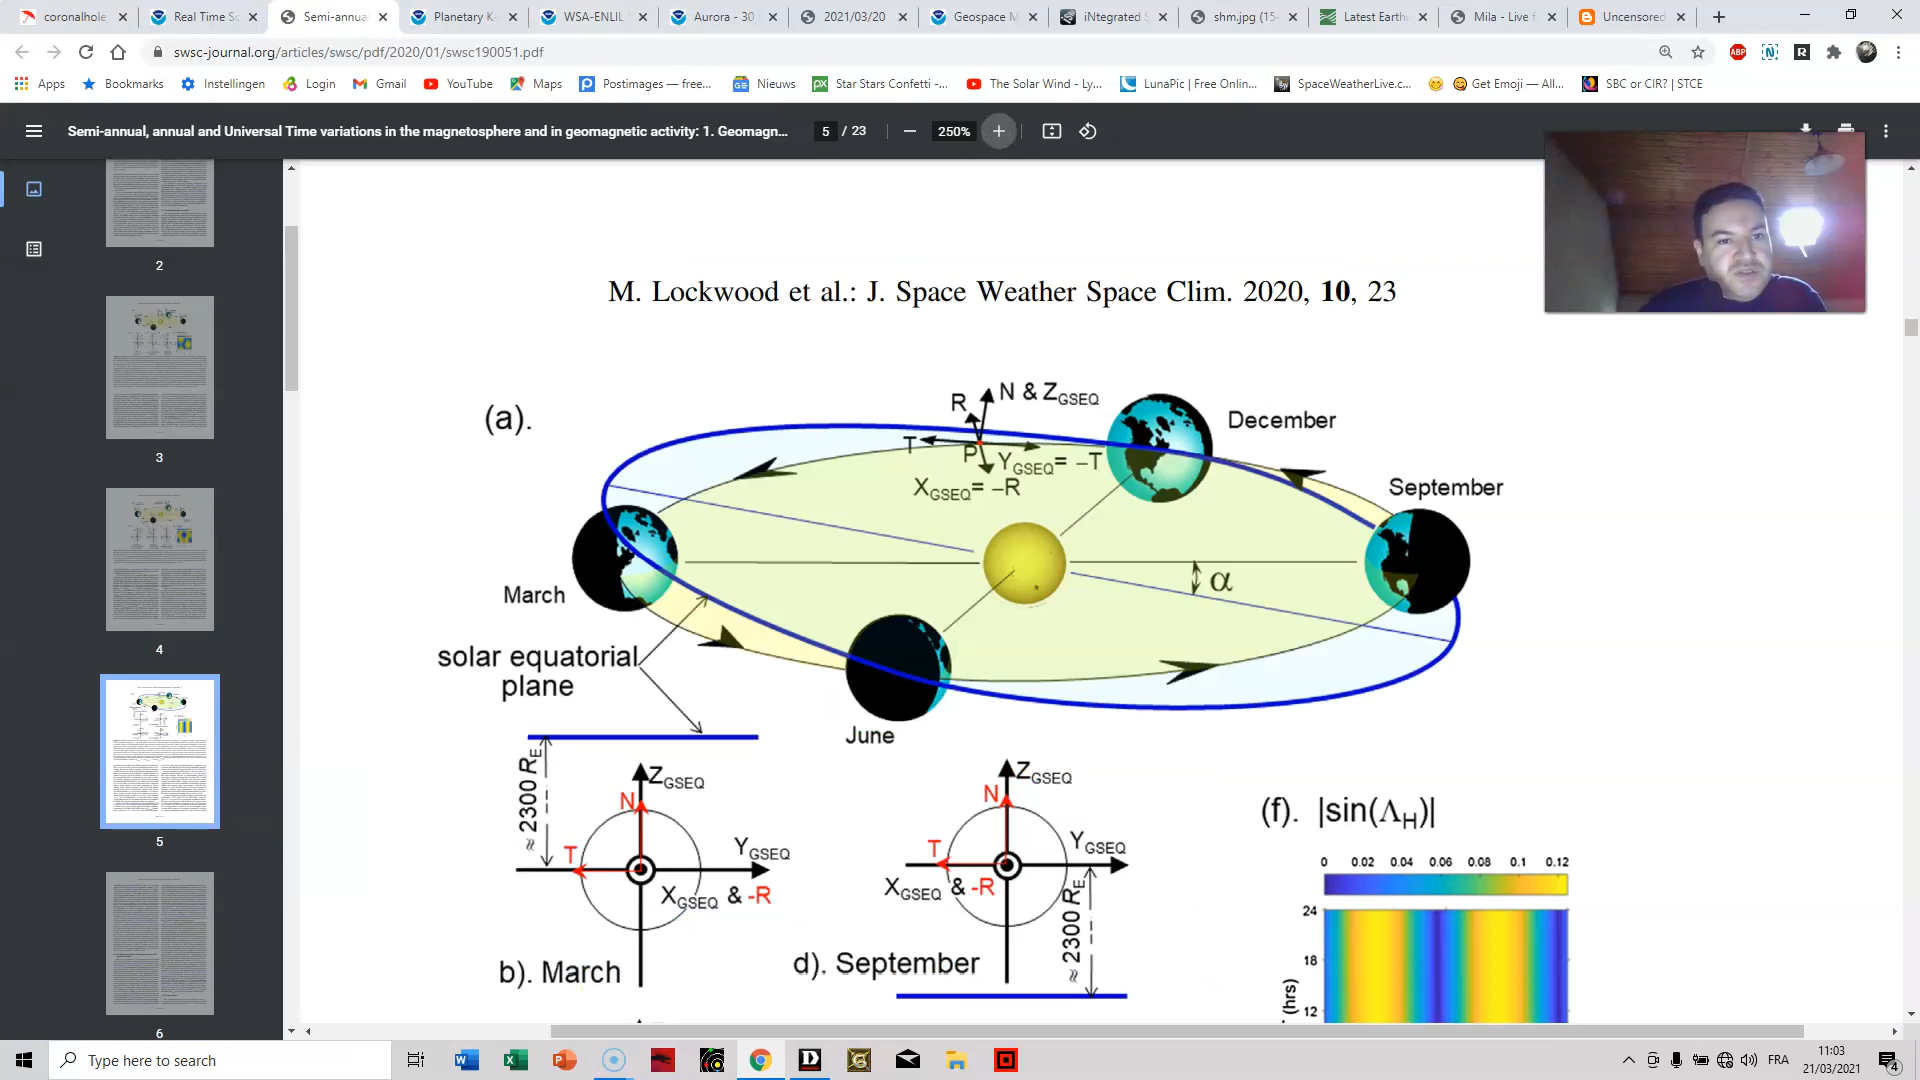 coronalhole
Real Time So
Semi-annua
Planetary K-
WSA-ENLIL
Aurora - 30
2021/03/20
Geospace M
iNtegrated S
shm.jpg (15
Latest Earth
Mila - Live f
Uncensored
swsc-journal.org/articles/swsc/pdf/2020/01/swsc190051.pdf
Apps
Bookmarks
Instellingen
Login
Gmail
YouTube
Maps
Postimages — free...
Nieuws
Star Stars Confetti -...
The Solar Wind - Ly...
LunaPic | Free Onlin...
SpaceWeatherLive.c...
Get Emoji — All...
SBC or CIR? | STCE
Semi-annual, annual and Universal Time variations in the magnetosphere and in geomagnetic activity: 1. Geomagn...
5 / 23
250%
2
3
4
5
6
M. Lockwood et al.: J. Space Weather Space Clim. 2020, 10, 23
(a).
R
N & ZGSEQ
T
P
YGSEQ= –T
XGSEQ= –R
December
September
March
June
α
solar equatorial
plane
≈ 2300 RE
ZGSEQ
N
T
YGSEQ
XGSEQ & -R
b). March
ZGSEQ
N
T
YGSEQ
XGSEQ & -R
≈ 2300 RE
d). September
(f). |sin(ΛH)|
0 0.02 0.04 0.06 0.08 0.1 0.12
24
18
12
(hrs)
Type here to search
FRA
11:03
21/03/2021
4